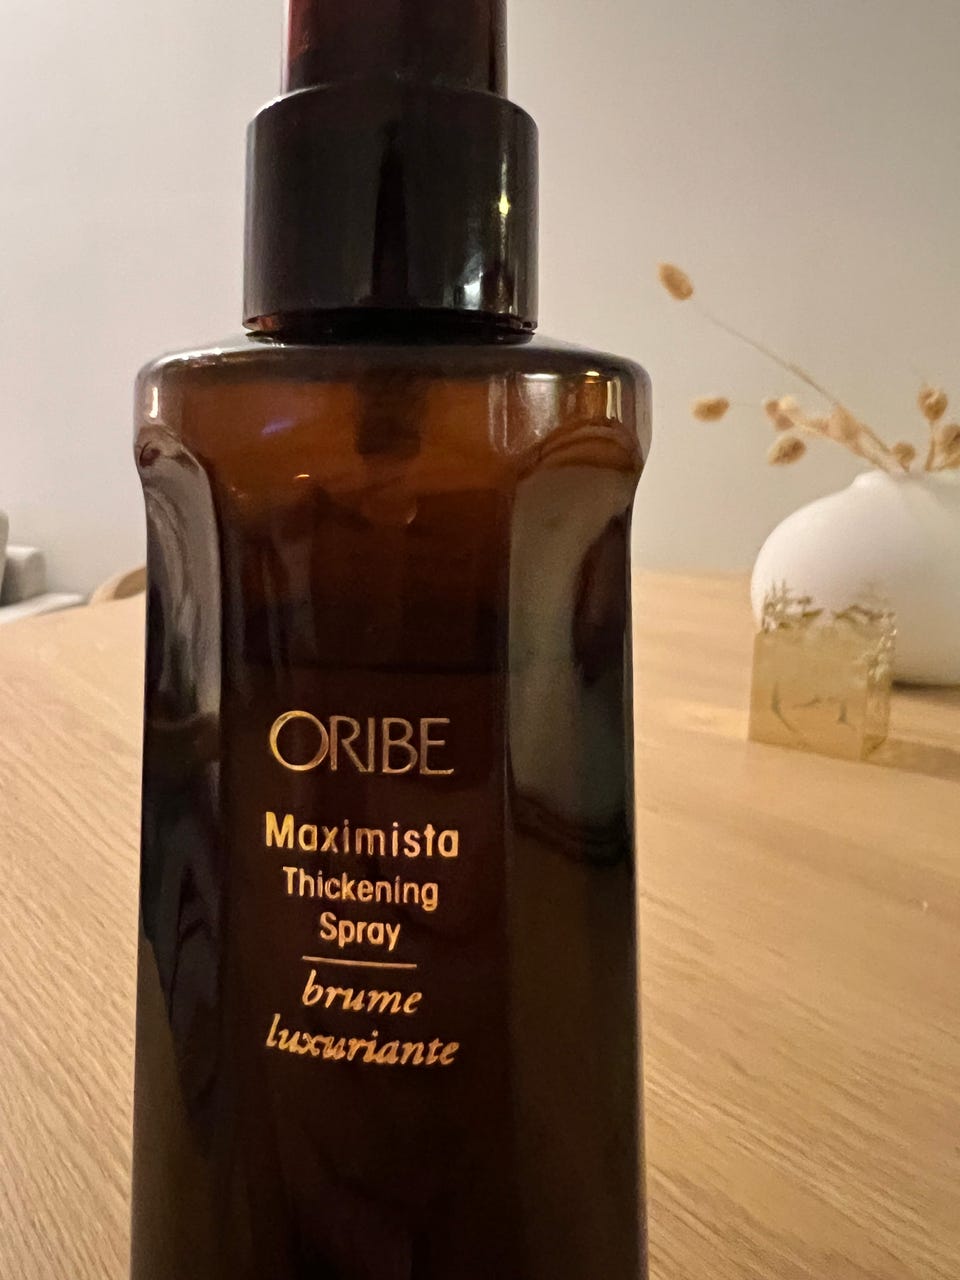 ORIBE
Maximista
Thickening
Spray
brume
luxuriante